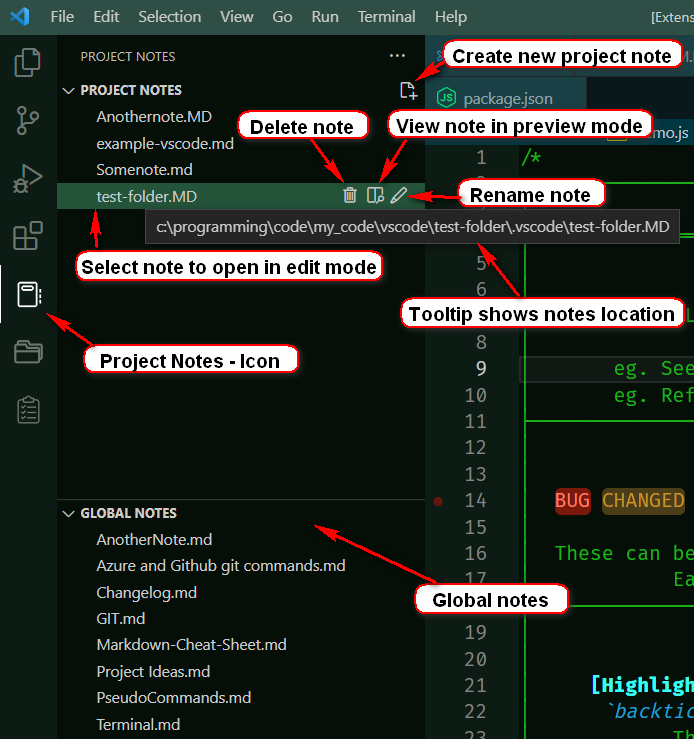 File Edit Selection View Go Run Terminal Help [Exten
PROJECT NOTES
Create new project note
PROJECT NOTES
package.json
Anothernote.MD
Delete note
View note in preview mode
mo.js
example-vscode.md
1 /*
Somenote.md
test-folder.MD
Rename note
c:\programming\code\my_code\vscode\test-folder\.vscode\test-folder.MD
Select note to open in edit mode
5
6
Tooltip shows notes location
8
Project Notes - Icon
9 eg. See
10 eg. Ref
11
12
13
14 BUG CHANGED
GLOBAL NOTES
15
AnotherNote.md
16 These can be
Azure and Github git commands.md
17 Ea
Changelog.md
Global notes
GIT.md
19
Markdown-Cheat-Sheet.md
20
Project Ideas.md
21 [Highligh
PseudoCommands.md
22 `backtic
Terminal.md
23 Th